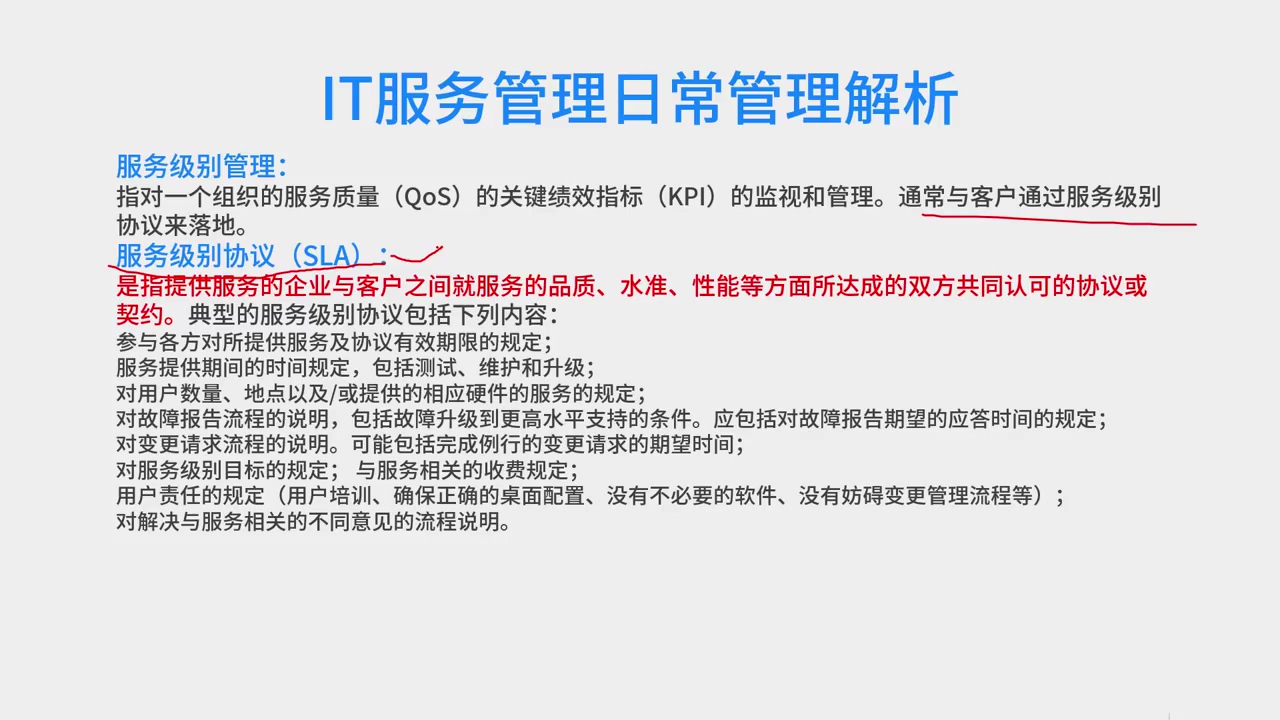 IT服务管理日常管理解析
服务级别管理：
指对一个组织的服务质量（QoS）的关键绩效指标（KPI）的监视和管理。通常与客户通过服务级别
协议来落地。
服务级别协议（SLA）：
是指提供服务的企业与客户之间就服务的品质、水准、性能等方面所达成的双方共同认可的协议或
契约。典型的服务级别协议包括下列内容：
参与各方对所提供服务及协议有效期限的规定；
服务提供期间的时间规定，包括测试、维护和升级；
对用户数量、地点以及/或提供的相应硬件的服务的规定；
对故障报告流程的说明，包括故障升级到更高水平支持的条件。应包括对故障报告期望的应答时间的规定；
对变更请求流程的说明。可能包括完成例行的变更请求的期望时间；
对服务级别目标的规定； 与服务相关的收费规定；
用户责任的规定（用户培训、确保正确的桌面配置、没有不必要的软件、没有妨碍变更管理流程等）；
对解决与服务相关的不同意见的流程说明。